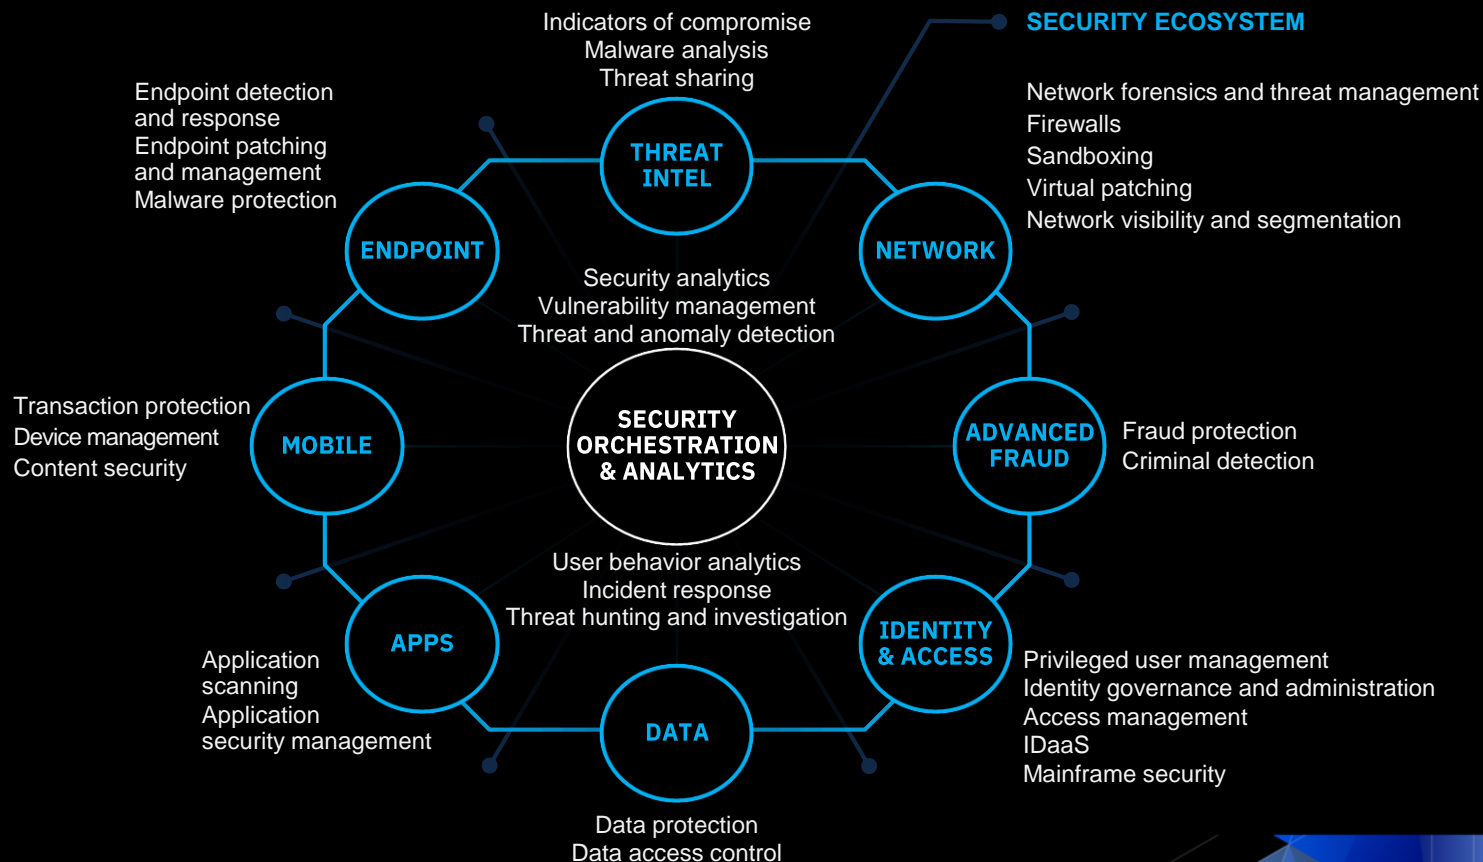 SECURITY ECOSYSTEM
Indicators of compromise
Malware analysis
Threat sharing
THREAT
INTEL
Network forensics and threat management
Firewalls
Sandboxing
Virtual patching
Network visibility and segmentation
NETWORK
Endpoint detection
and response
Endpoint patching
and management
Malware protection
ENDPOINT
Security analytics
Vulnerability management
Threat and anomaly detection
SECURITY
ORCHESTRATION
& ANALYTICS
User behavior analytics
Incident response
Threat hunting and investigation
Transaction protection
Device management
Content security
MOBILE
ADVANCED
FRAUD
Fraud protection
Criminal detection
APPS
Application
scanning
Application
security management
IDENTITY
& ACCESS
Privileged user management
Identity governance and administration
Access management
IDaaS
Mainframe security
DATA
Data protection
Data access control